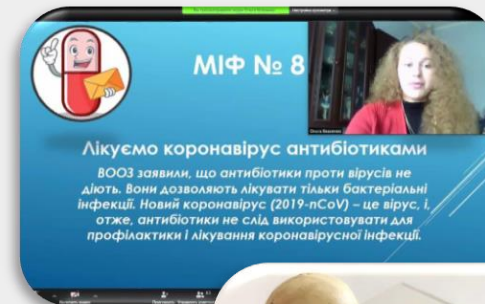 МІФ № 8
Лікуємо коронавірус антибіотиками
ВООЗ заявили, що антибіотики проти вірусів не
діють. Вони дозволяють лікувати тільки бактеріальні
інфекції. Новий коронавірус (2019-nCoV) – це вірус, і,
отже, антибіотики не слід використовувати для
профілактики і лікування коронавірусної інфекції.